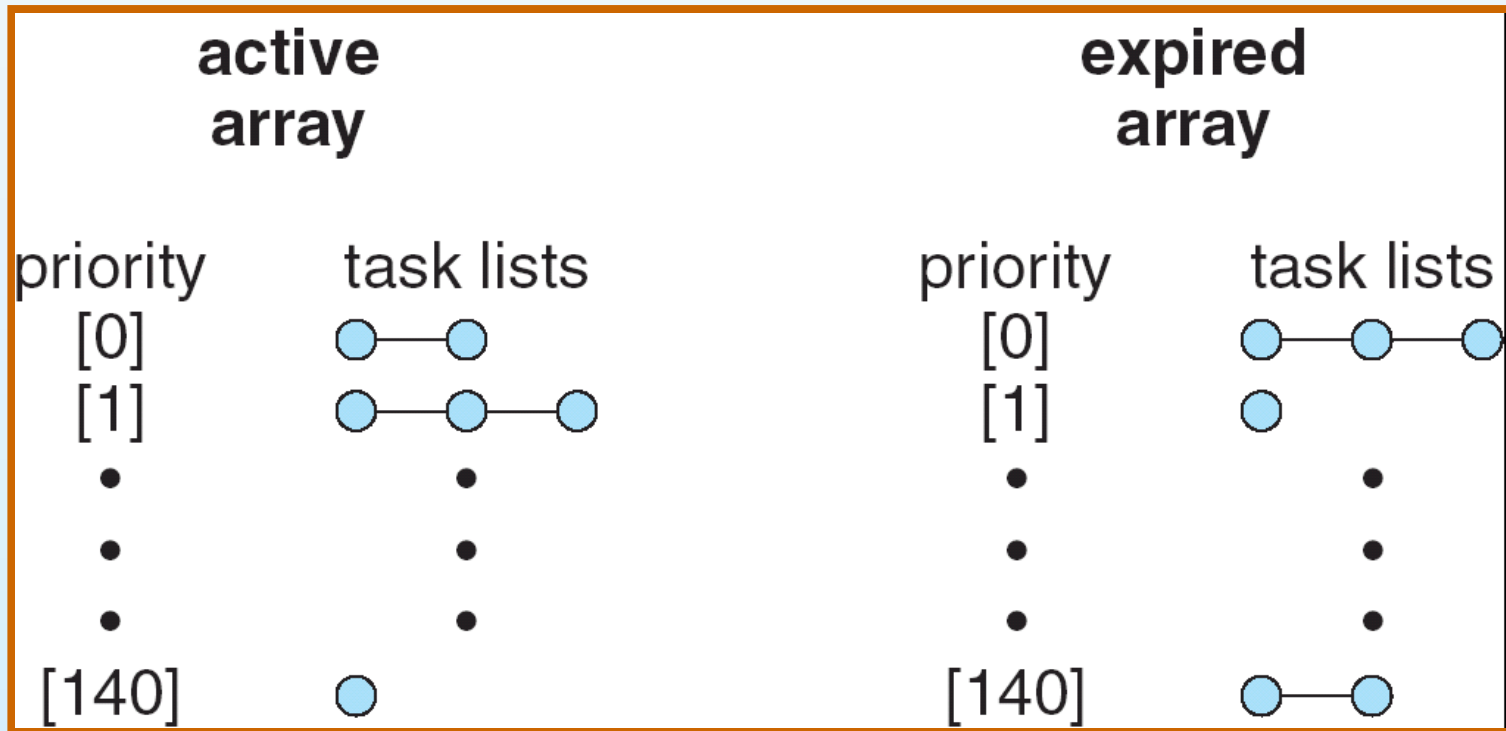 active
array
priority task lists
[0]
[1]
[140]
expired
array
priority task lists
[0]
[1]
[140]